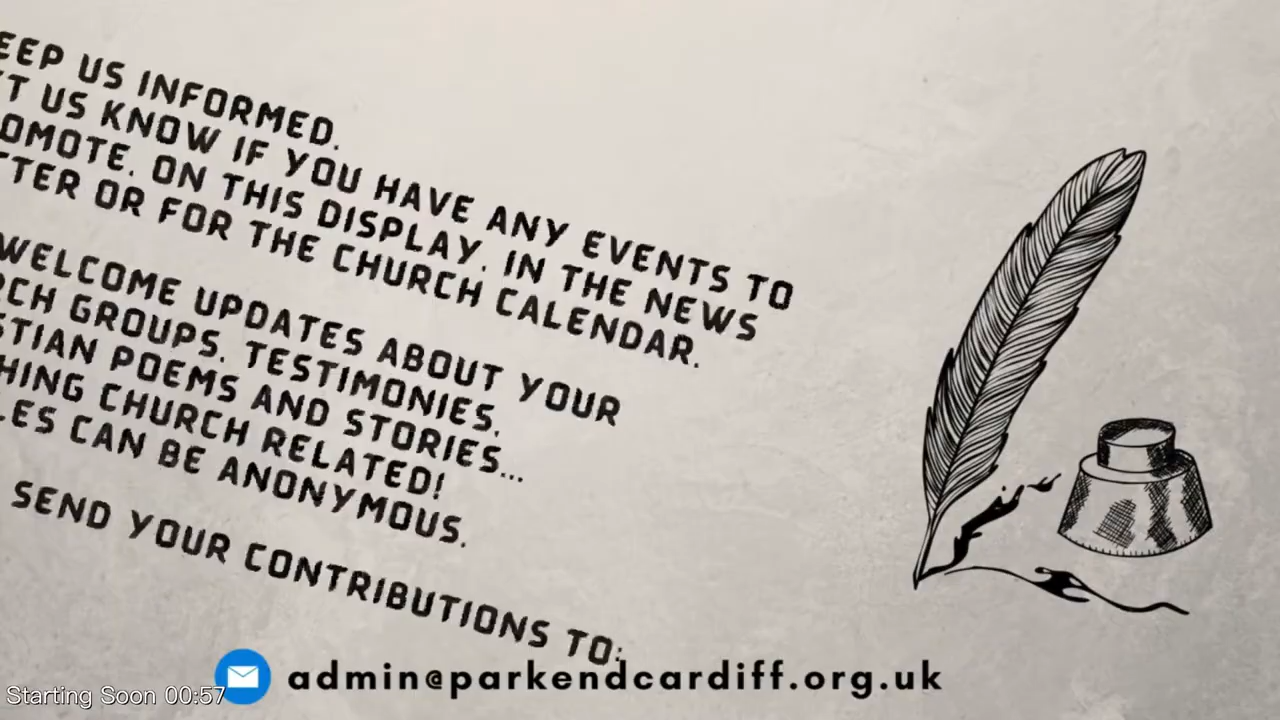 EEP US INFORMED.
T US KNOW IF YOU HAVE ANY EVENTS TO
OMOTE, ON THIS DISPLAY, IN THE NEWS
TTER OR FOR THE CHURCH CALENDAR.
WELCOME UPDATES ABOUT YOUR
RCH GROUPS, TESTIMONIES,
STIAN POEMS AND STORIES...
HING CHURCH RELATED!
LES CAN BE ANONYMOUS.
SEND YOUR CONTRIBUTIONS TO:
admin@parkendcardiff.org.uk
Starting Soon 00:57